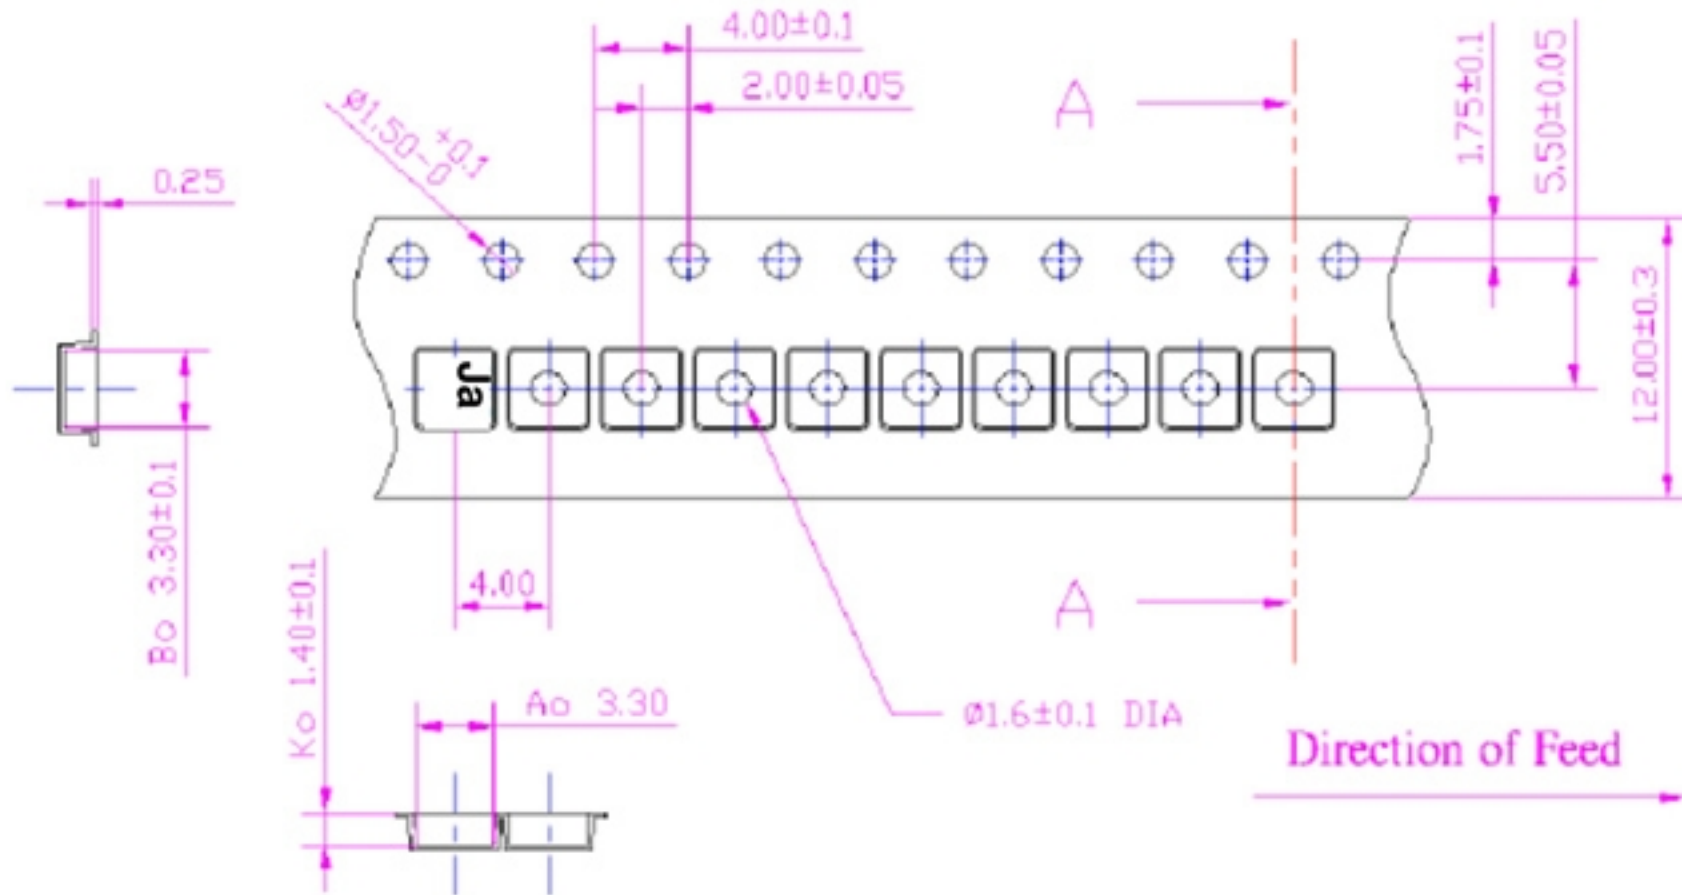 4.00±0.1
2.00±0.05
Ø1.50 +0.1
-0
A
1.75±0.1
5.50±0.05
0.25
12.00±0.3
Ja
Bo 3.30±0.1
4.00
A
Ko 1.40±0.1
Ao 3.30
Ø1.6±0.1 DIA
Direction of Feed